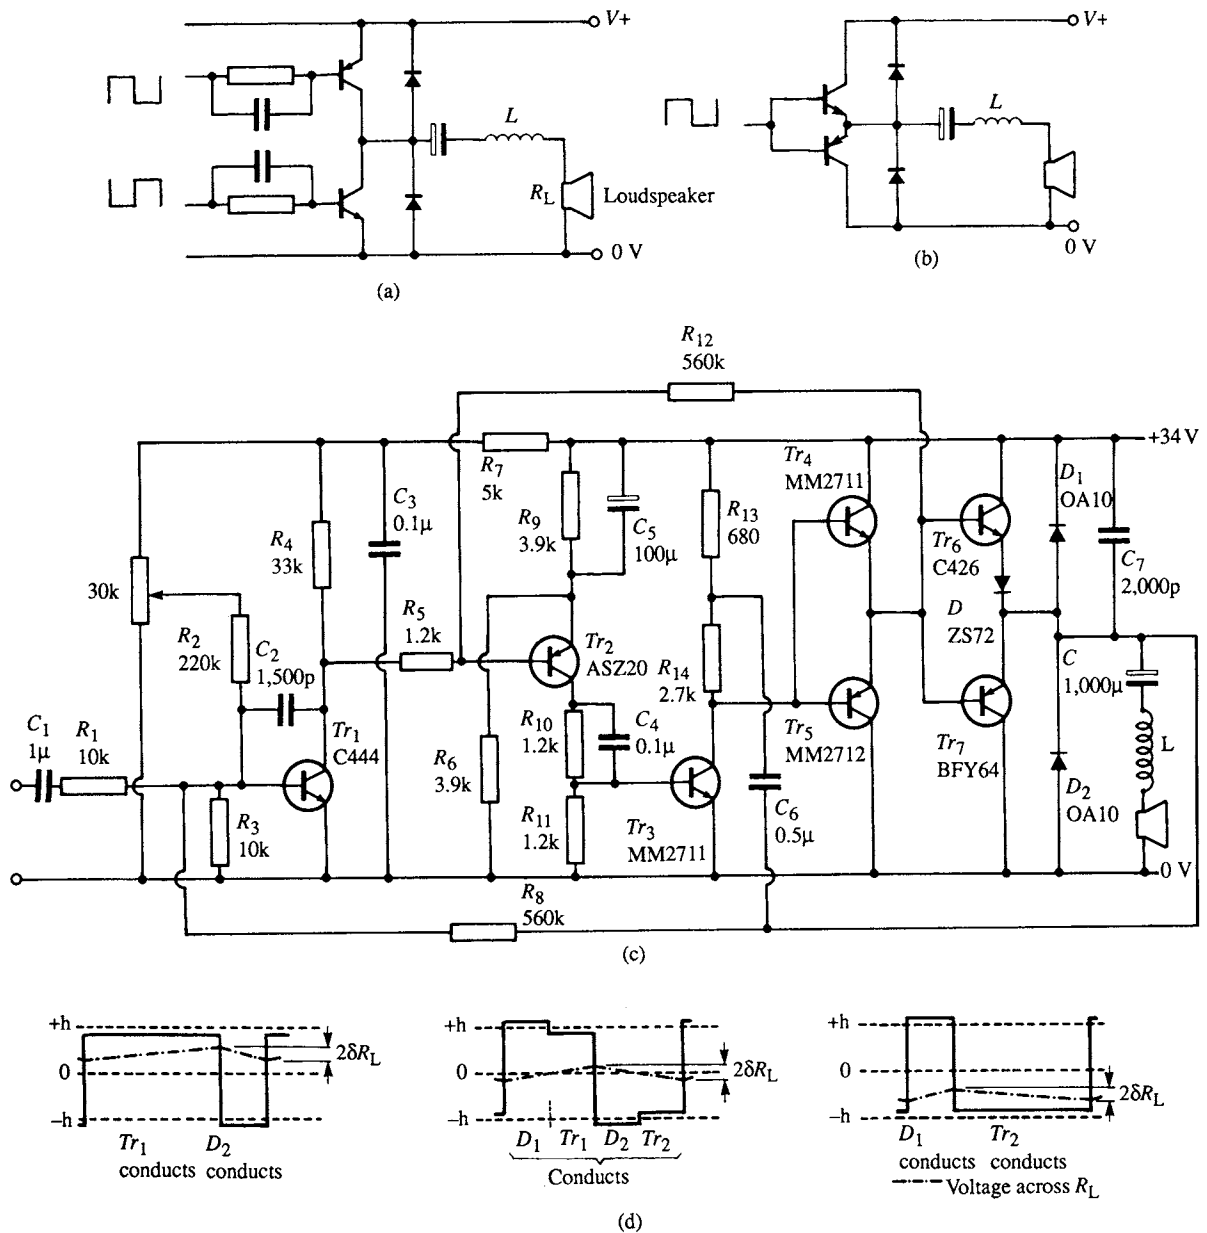 V+
L
R_L Loudspeaker
0 V
(a)
V+
L
0 V
(b)
R12
560k
+34 V
R7
5k
Tr4
MM2711
D1
OA10
C3
0.1μ
R9
3.9k
C5
100μ
R13
680
R4
33k
Tr6
C426
C7
2,000p
30k
R5
1.2k
D
ZS72
R2
220k
C2
1,500p
Tr2
ASZ20
R14
2.7k
C
1,000μ
Tr1
C444
C1
1μ
R1
10k
R10
1.2k
C4
0.1μ
Tr5
MM2712
Tr7
BFY64
L
R6
3.9k
R3
10k
R11
1.2k
Tr3
MM2711
C6
0.5μ
D2
OA10
0 V
R8
560k
(c)
+h
0
–h
2δR_L
Tr1 D2
conducts conducts
+h
0
–h
2δR_L
D1 Tr1 D2 Tr2
Conducts
+h
0
–h
2δR_L
D1 Tr2
conducts conducts
Voltage across R_L
(d)